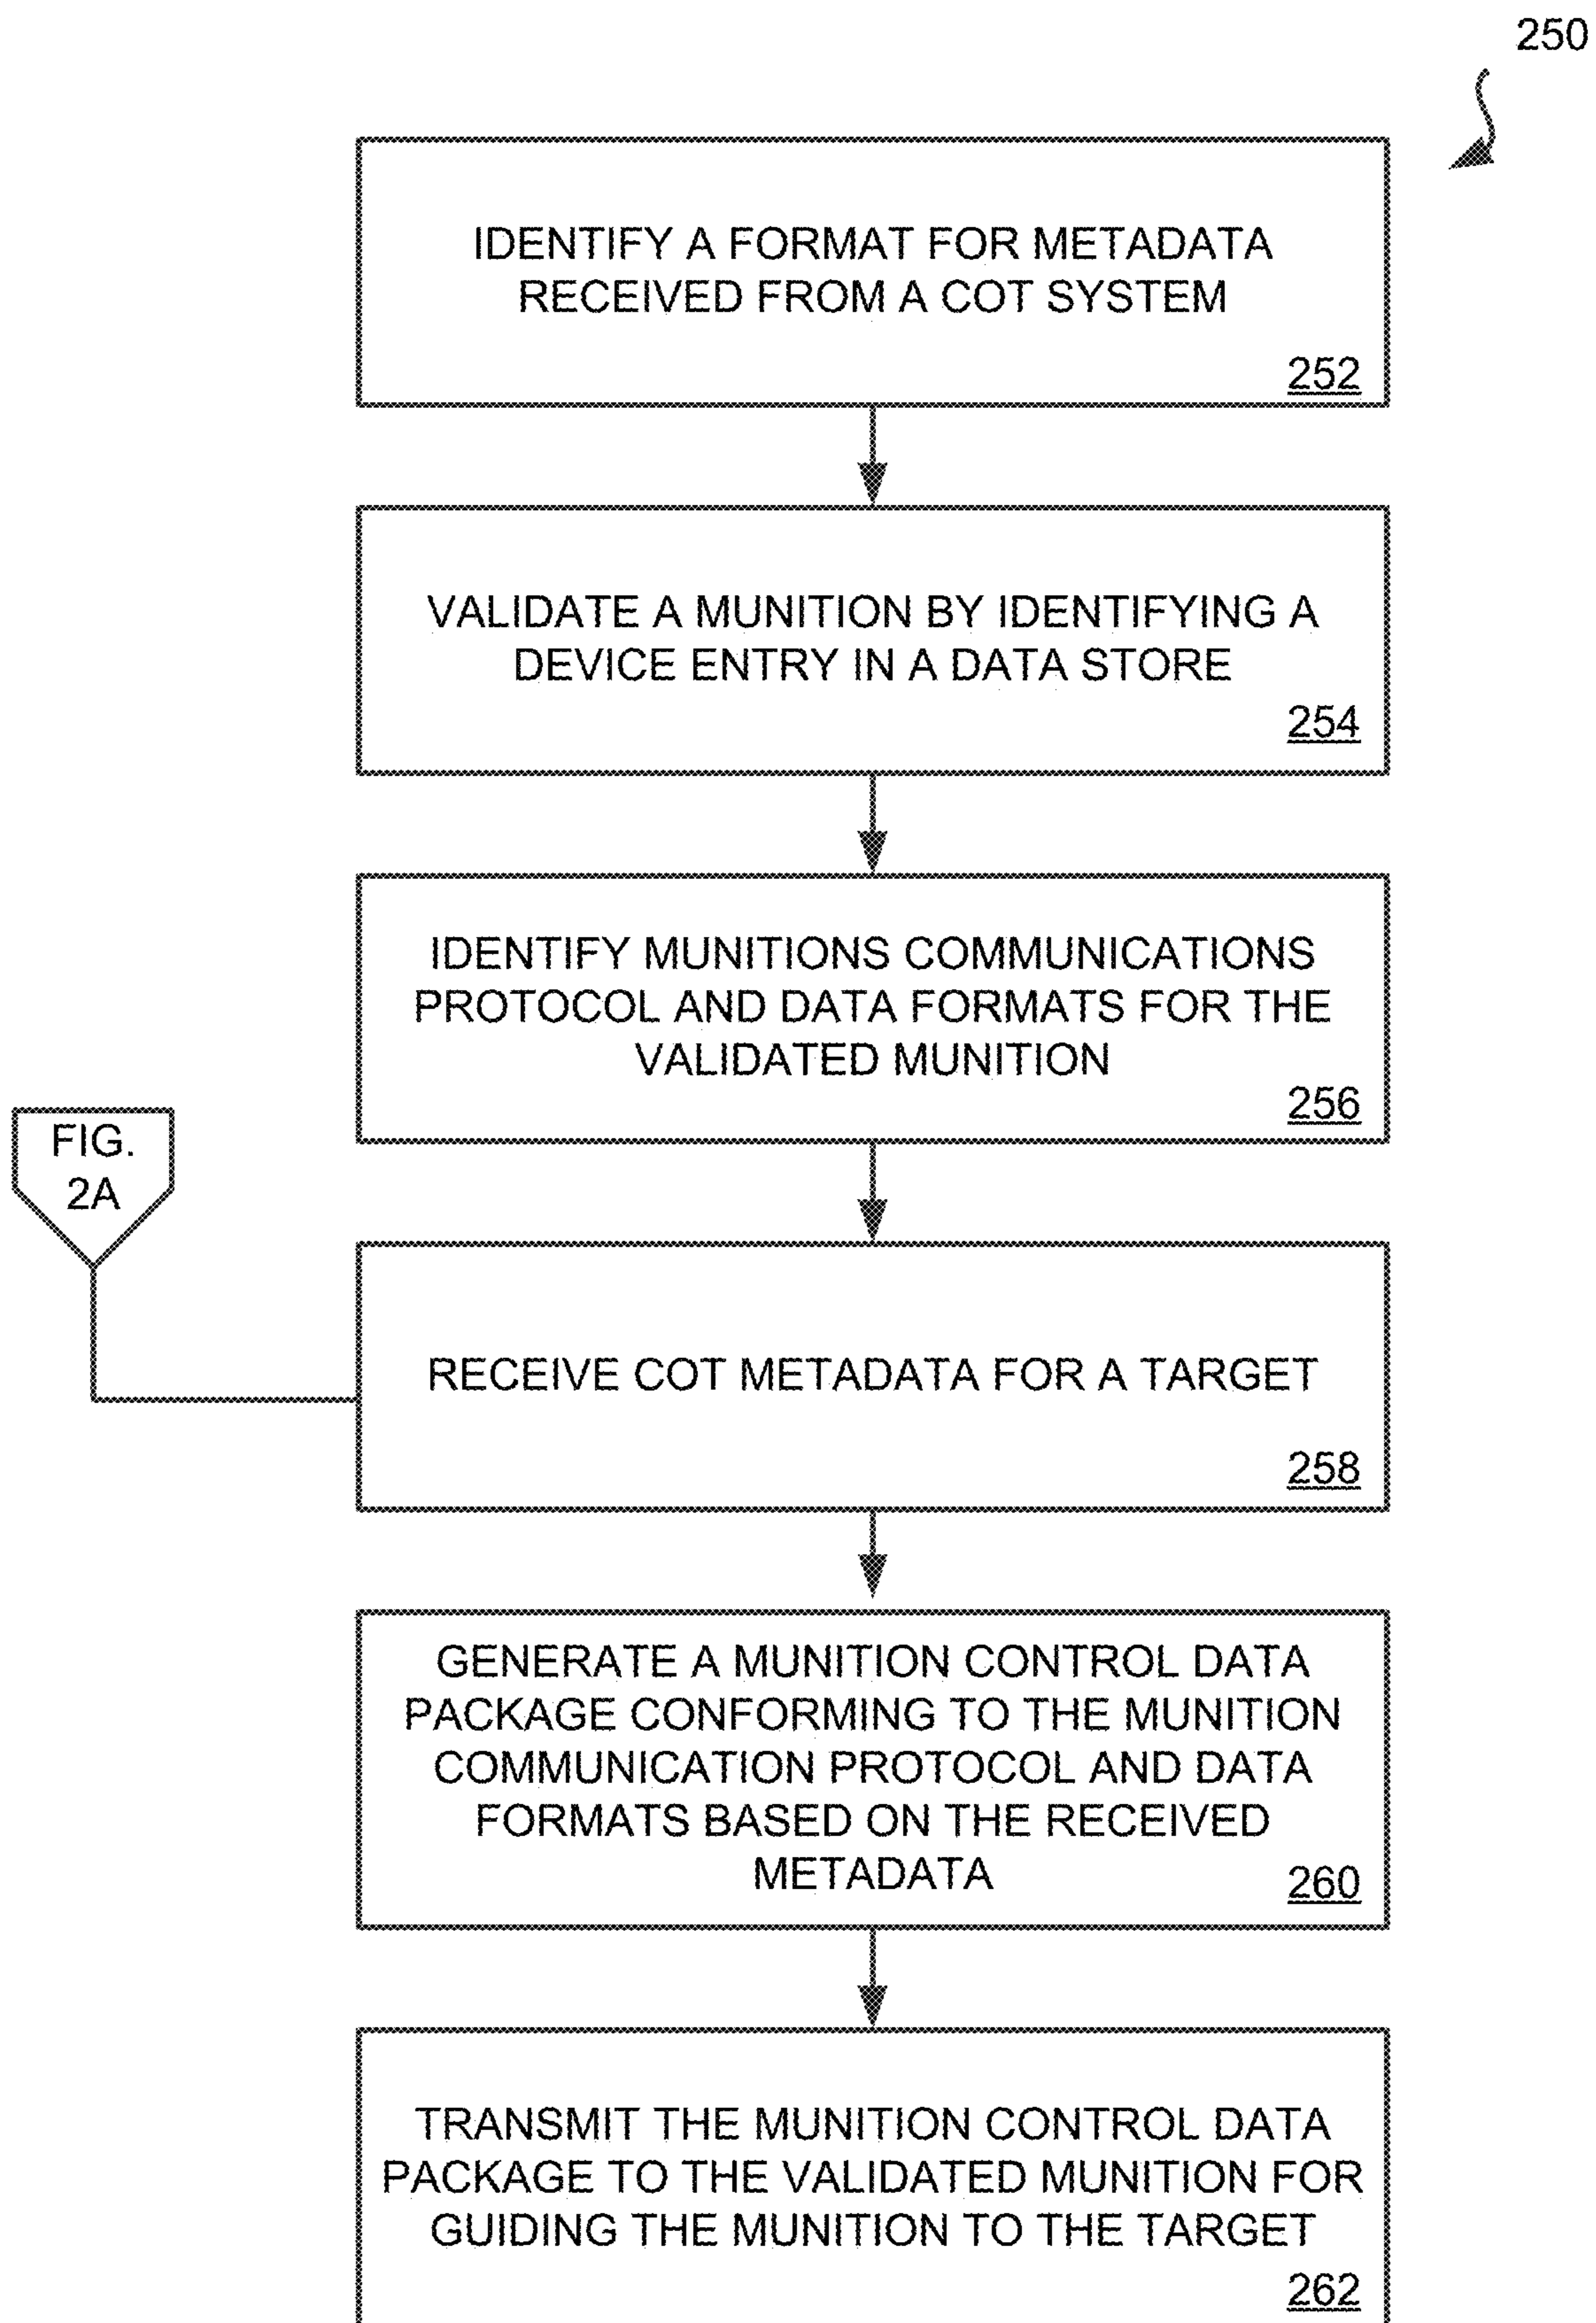 250
IDENTIFY A FORMAT FOR METADATA
RECEIVED FROM A COT SYSTEM
252
VALIDATE A MUNITION BY IDENTIFYING A
DEVICE ENTRY IN A DATA STORE
254
IDENTIFY MUNITIONS COMMUNICATIONS
PROTOCOL AND DATA FORMATS FOR THE
VALIDATED MUNITION
256
FIG.
2A
RECEIVE COT METADATA FOR A TARGET
258
GENERATE A MUNITION CONTROL DATA
PACKAGE CONFORMING TO THE MUNITION
COMMUNICATION PROTOCOL AND DATA
FORMATS BASED ON THE RECEIVED
METADATA
260
TRANSMIT THE MUNITION CONTROL DATA
PACKAGE TO THE VALIDATED MUNITION FOR
GUIDING THE MUNITION TO THE TARGET
262